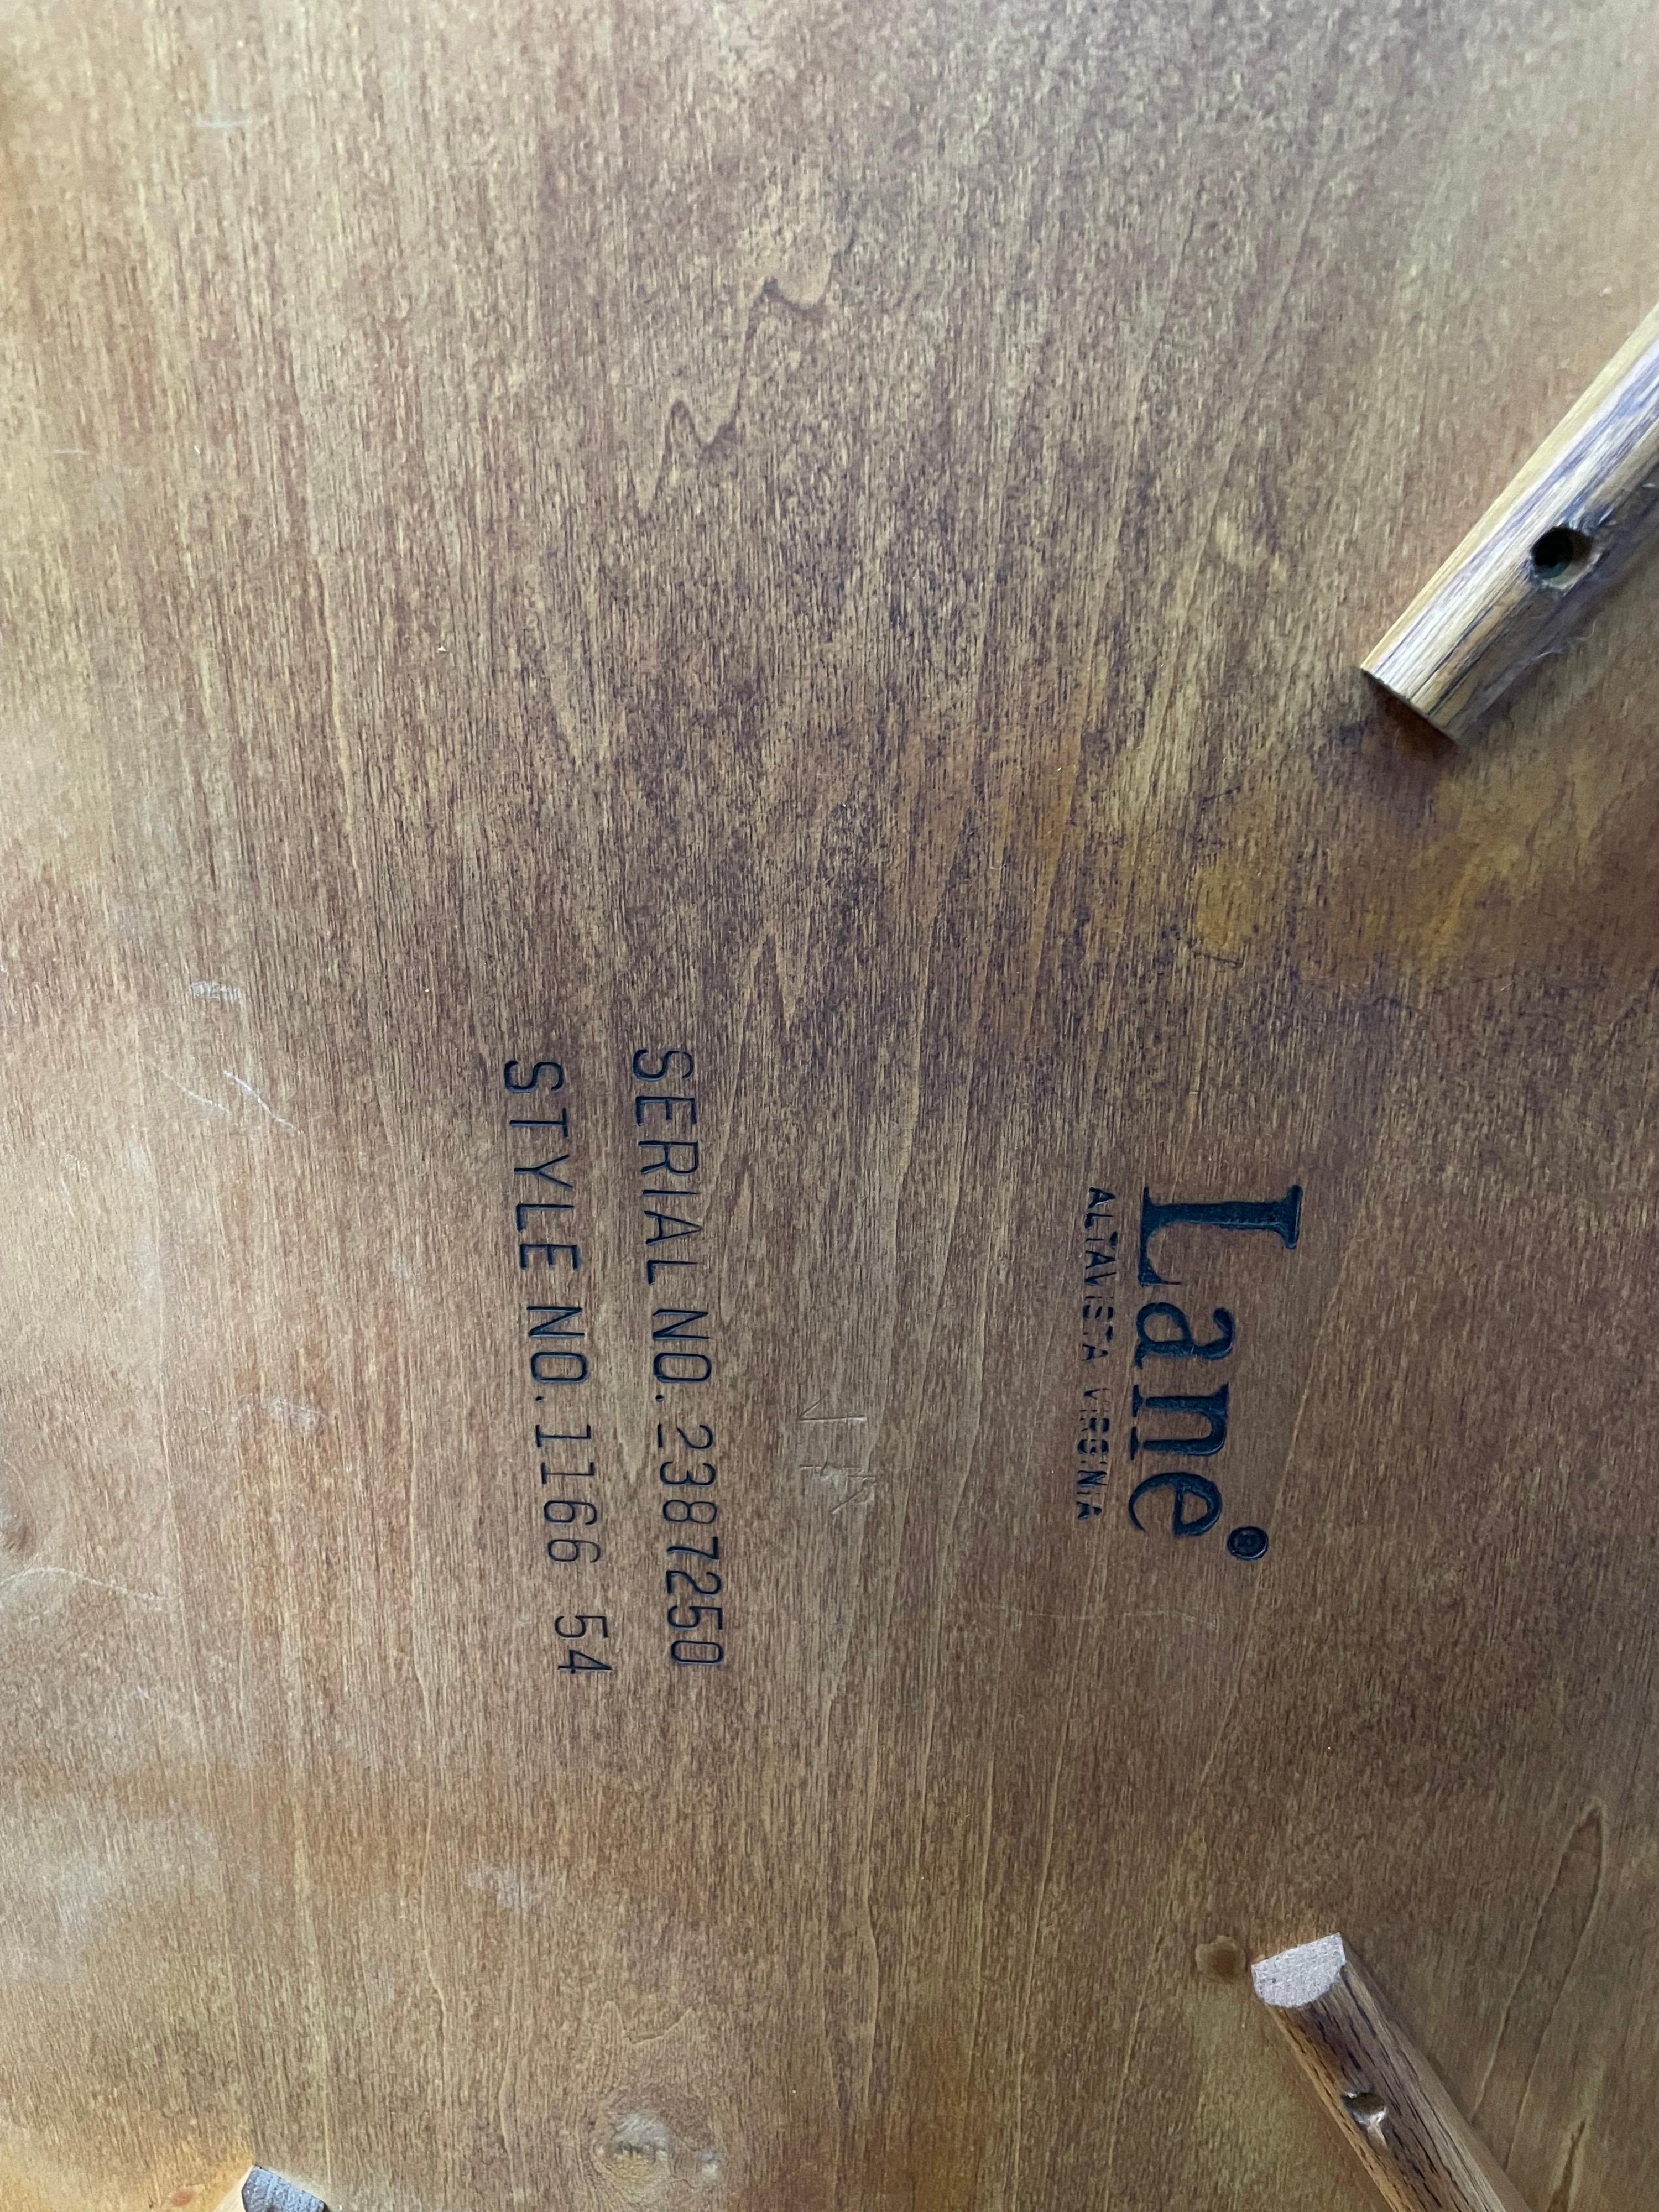 Lane®
ALTAVISTA VIRGINIA
SERIAL NO. 2387250
STYLE NO. 1166 54